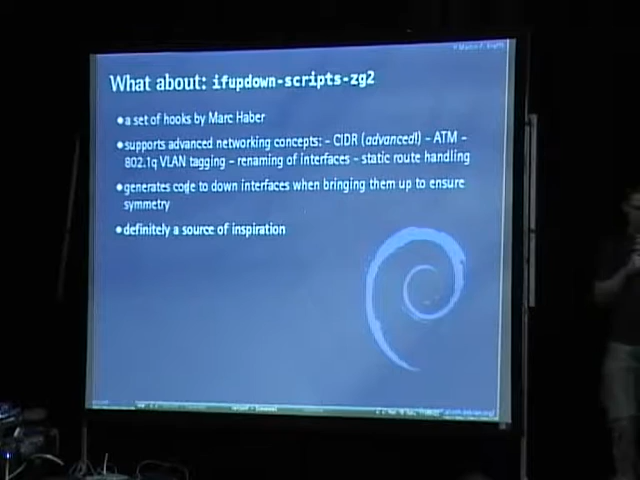 What about: ifupdown-scripts-zg2
• a set of hooks by Marc Haber
• supports advanced networking concepts: – CIDR (advanced!) – ATM –
802.1q VLAN tagging – renaming of interfaces – static route handling
• generates code to down interfaces when bringing them up to ensure
symmetry
• definitely a source of inspiration